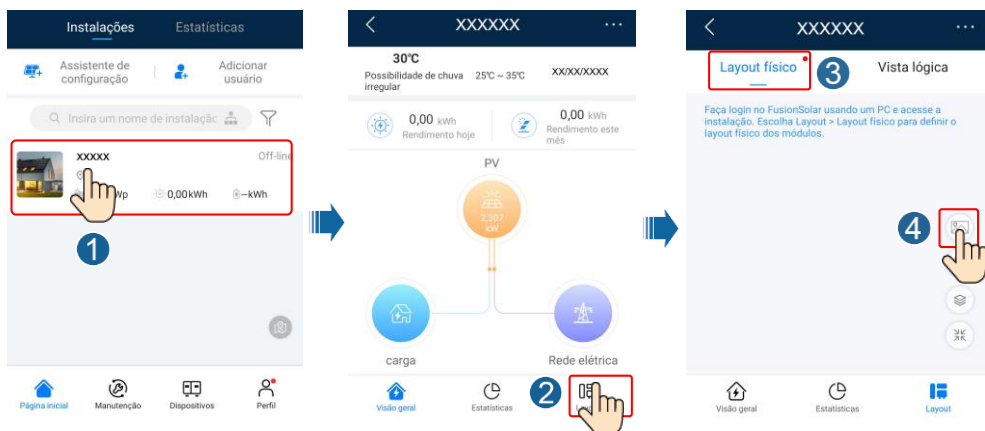 Instalações Estatísticas
Assistente de configuração
Adicionar usuário
Insira um nome de instalaçãc
xxxxx
Off-line
Wp 0,00kWh --kWh
1
Página inicial Manutenção Dispositivos Perfil
XXXXXX
30℃
Possibilidade de chuva irregular
25℃ ~ 35℃
XX/XX/XXXX
0,00 kWh
Rendimento hoje
0,00 kWh
Rendimento este mês
PV
2,307
kW
carga
Rede elétrica
2
Visão geral Estatísticas
XXXXXX
Layout físico
3
Vista lógica
Faça login no FusionSolar usando um PC e acesse a
instalação. Escolha Layout > Layout físico para definir o
layout físico dos módulos.
4
Visão geral Estatísticas Layout